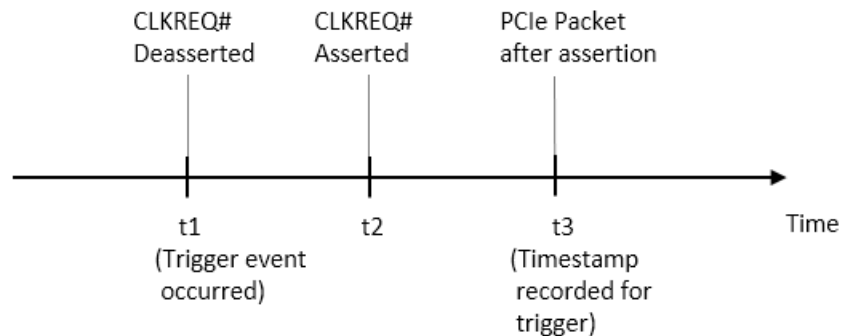 CLKREQ#
Deasserted
CLKREQ#
Asserted
PCIe Packet
after assertion
t1
(Trigger event
occurred)
t2
t3
(Timestamp
recorded for
trigger)
Time